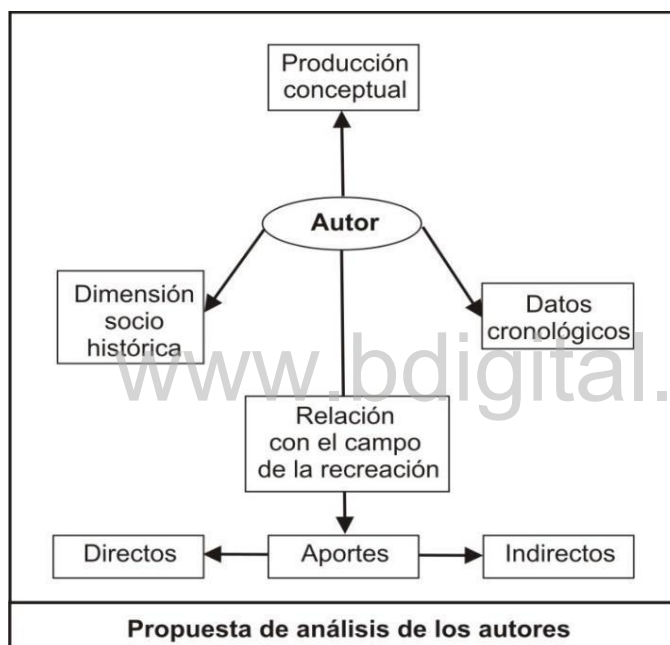 Producción
conceptual
Autor
Dimensión
socio
histórica
Datos
cronológicos
www.bdigital.
Relación
con el campo
de la recreación
Directos
Aportes
Indirectos
Propuesta de análisis de los autores